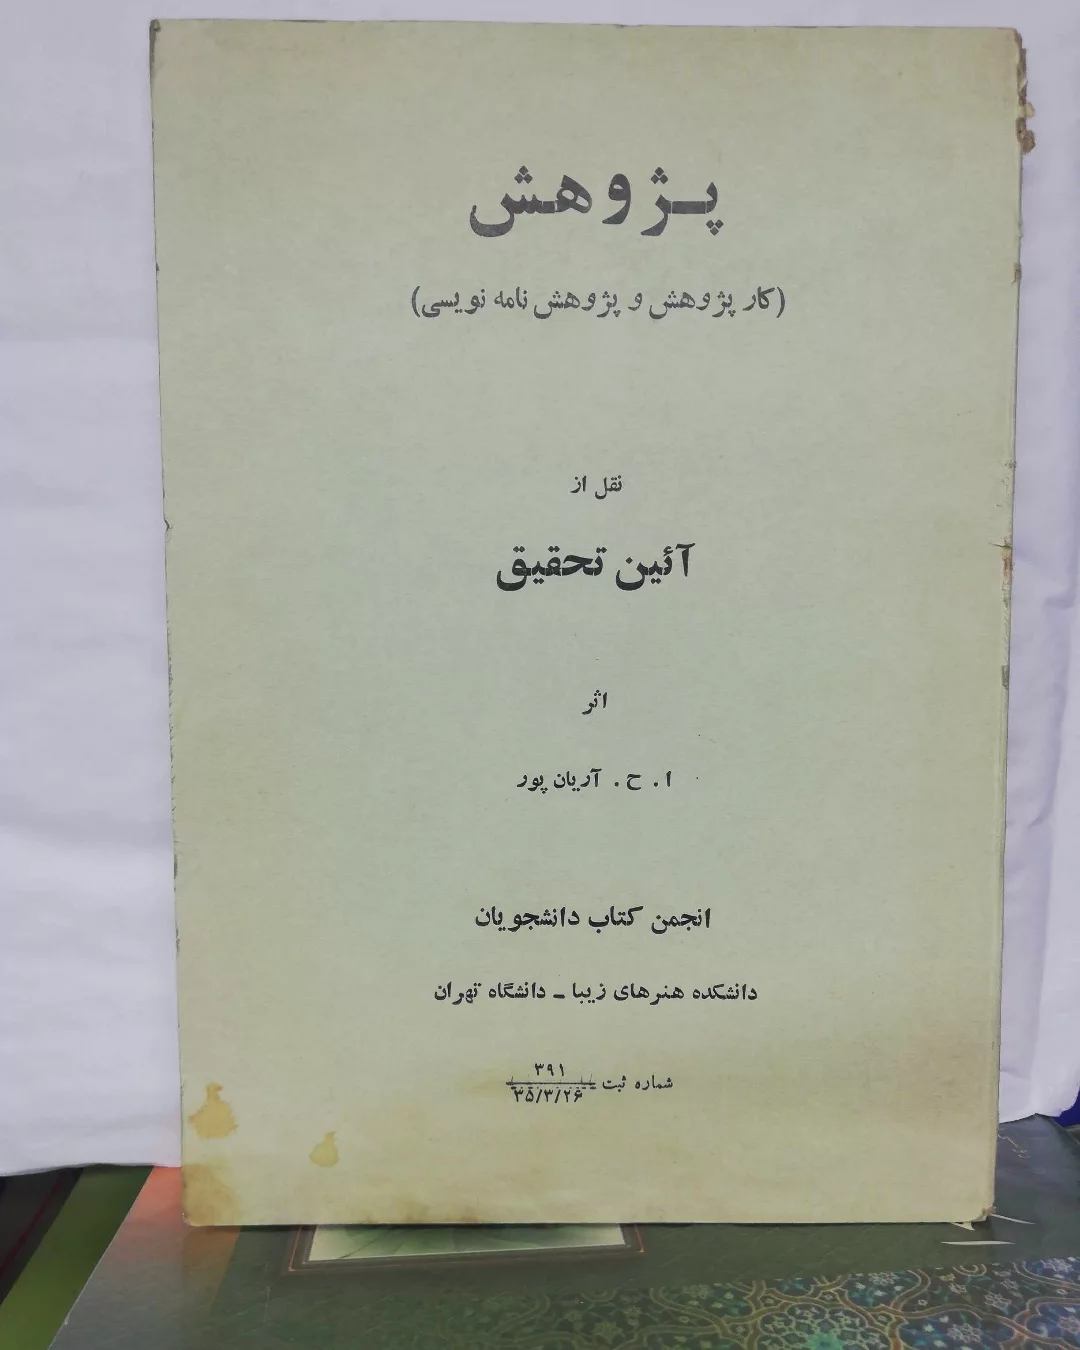 پژوهش
(کار پژوهش و پژوهش نامه نویسی)
نقل از
آئین تحقیق
اثر
ا . ح . آریان پور
انجمن کتاب دانشجویان
دانشکده هنرهای زیبا ـ دانشگاه تهران
شماره ثبت ۳۹۱
۳۵/۳/۲۶